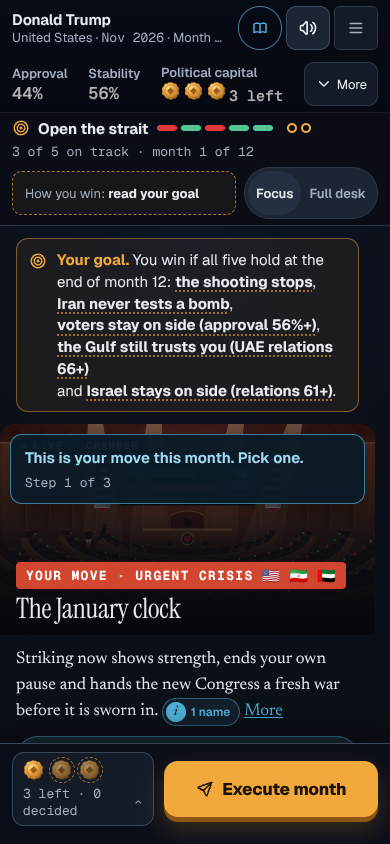 Donald Trump
United States · Nov 2026 · Month …
Approval
44%
Stability
56%
Political capital
3 left
More
Open the strait
3 of 5 on track · month 1 of 12
How you win: read your goal
Focus
Full desk
Your goal. You win if all five hold at the
end of month 12: the shooting stops,
Iran never tests a bomb,
voters stay on side (approval 56%+),
the Gulf still trusts you (UAE relations
66+)
and Israel stays on side (relations 61+).
This is your move this month. Pick one.
Step 1 of 3
YOUR MOVE · URGENT CRISIS
The January clock
Striking now shows strength, ends your own
pause and hands the new Congress a fresh war
before it is sworn in. i 1 name More
3 left · 0
decided
Execute month